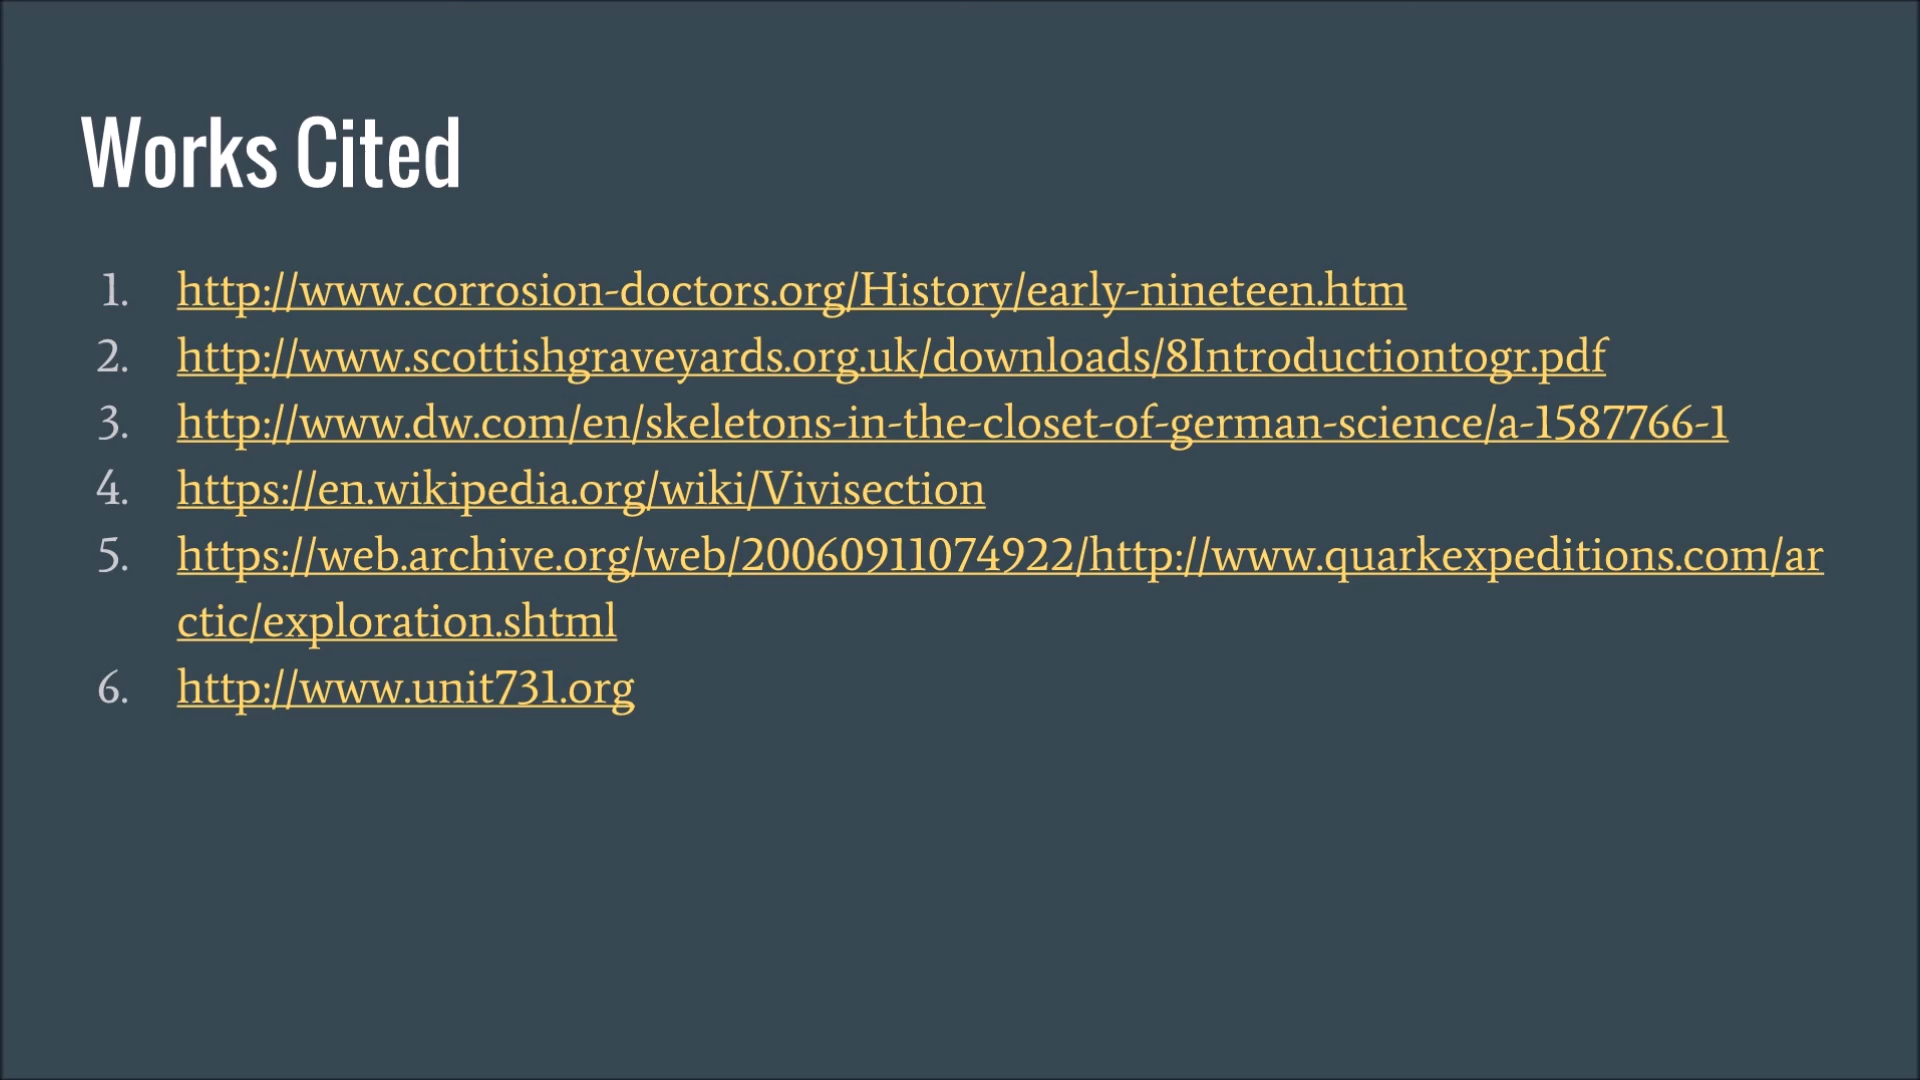 Works Cited
1. http://www.corrosion-doctors.org/History/early-nineteen.htm
2. http://www.scottishgraveyards.org.uk/downloads/8Introductiontogr.pdf
3. http://www.dw.com/en/skeletons-in-the-closet-of-german-science/a-1587766-1
4. https://en.wikipedia.org/wiki/Vivisection
5. https://web.archive.org/web/20060911074922/http://www.quarkexpeditions.com/ar
ctic/exploration.shtml
6. http://www.unit731.org